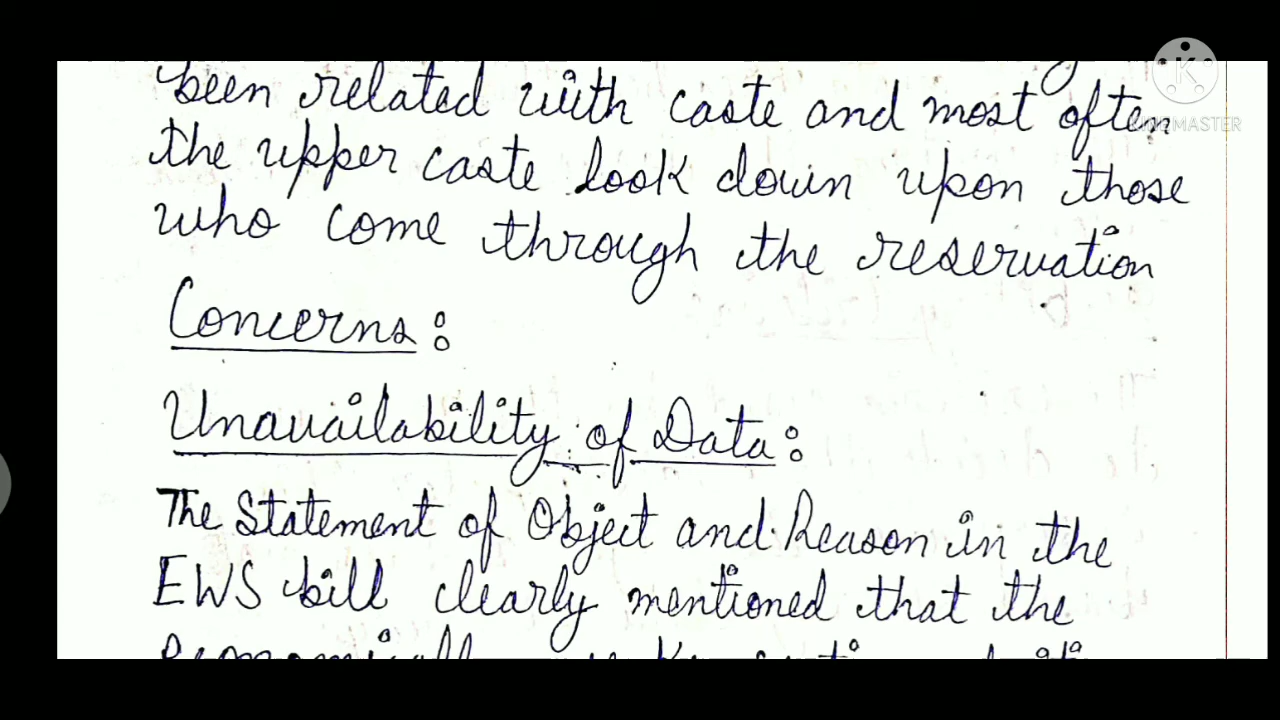 been related with caste and most often
the upper caste look down upon those
who come through the reservation
Concerns:
Unavailability of Data:
The Statement of Object and Reason in the
EWS bill clearly mentioned that the
KINEMASTER